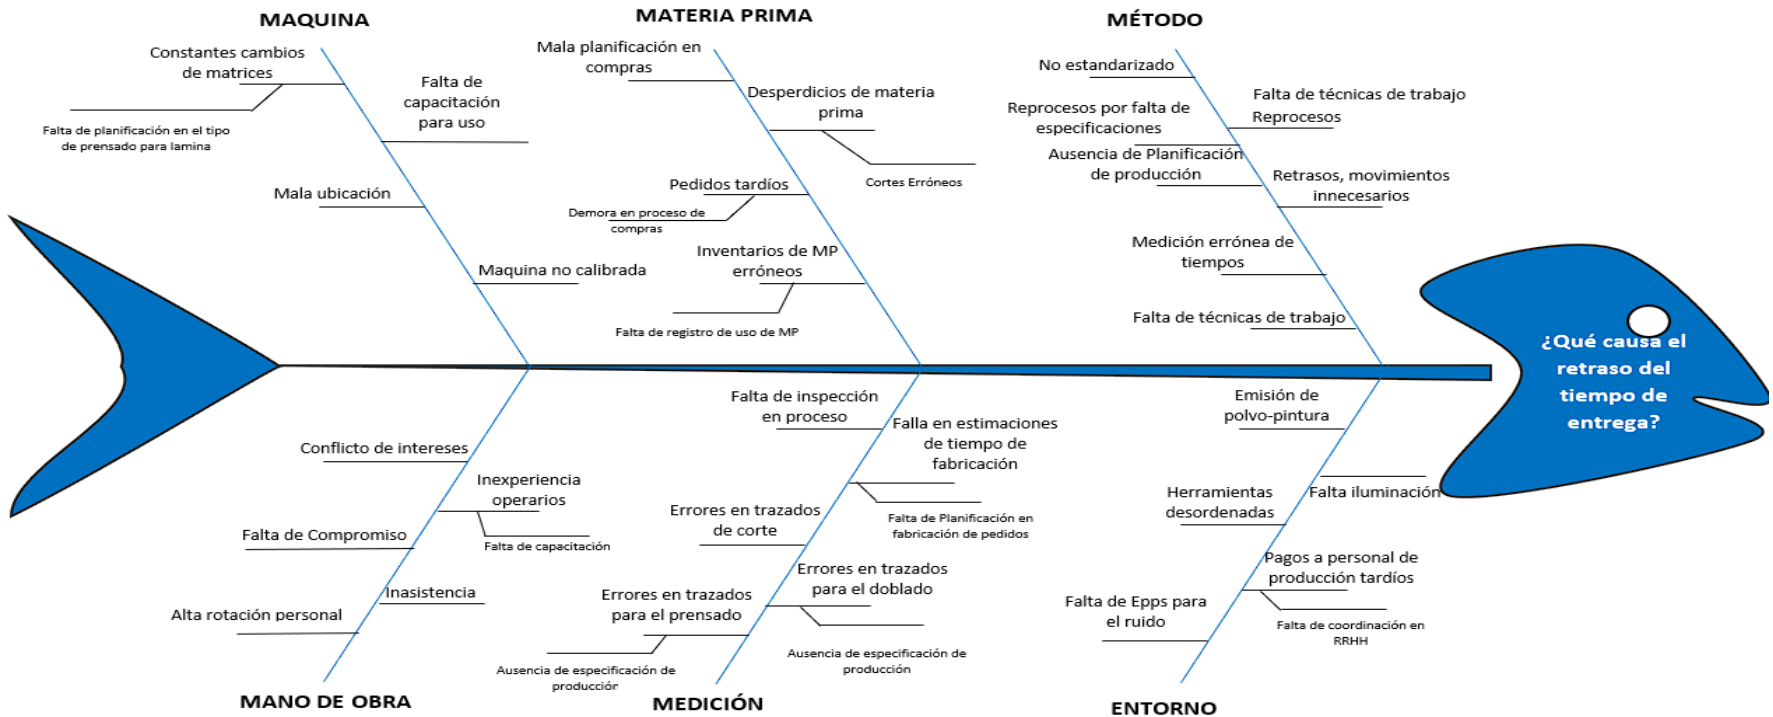 MAQUINA
Constantes cambios
de matrices
Falta de planificación en el tipo
de prensado para lamina
Falta de
capacitación
para uso
Mala ubicación
Maquina no calibrada
MATERIA PRIMA
Mala planificación en
compras
Desperdicios de materia
prima
Cortes Erróneos
Pedidos tardíos
Demora en proceso de
compras
Inventarios de MP
erróneos
Falta de registro de uso de MP
MÉTODO
No estandarizado
Falta de técnicas de trabajo
Reprocesos
Reprocesos por falta de
especificaciones
Ausencia de Planificación
de producción
Retrasos, movimientos
innecesarios
Medición errónea de
tiempos
Falta de técnicas de trabajo
¿Qué causa el
retraso del
tiempo de
entrega?
Conflicto de intereses
Inexperiencia
operarios
Falta de capacitación
Falta de Compromiso
Inasistencia
Alta rotación personal
MANO DE OBRA
Falta de inspección
en proceso
Falla en estimaciones
de tiempo de
fabricación
Falta de Planificación en
fabricación de pedidos
Errores en trazados
de corte
Errores en trazados
para el doblado
Ausencia de especificación de
producción
Errores en trazados
para el prensado
Ausencia de especificación de
producción
MEDICIÓN
Emisión de
polvo-pintura
Falta iluminación
Herramientas
desordenadas
Pagos a personal de
producción tardíos
Falta de coordinación en
RRHH
Falta de Epps para
el ruido
ENTORNO